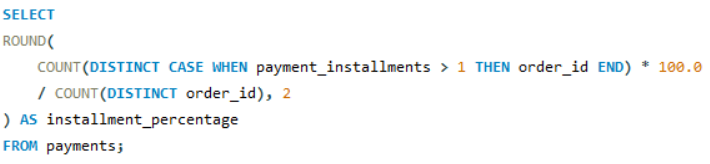 SELECT
ROUND(
    COUNT(DISTINCT CASE WHEN payment_installments > 1 THEN order_id END) * 100.0
    / COUNT(DISTINCT order_id), 2
) AS installment_percentage
FROM payments;